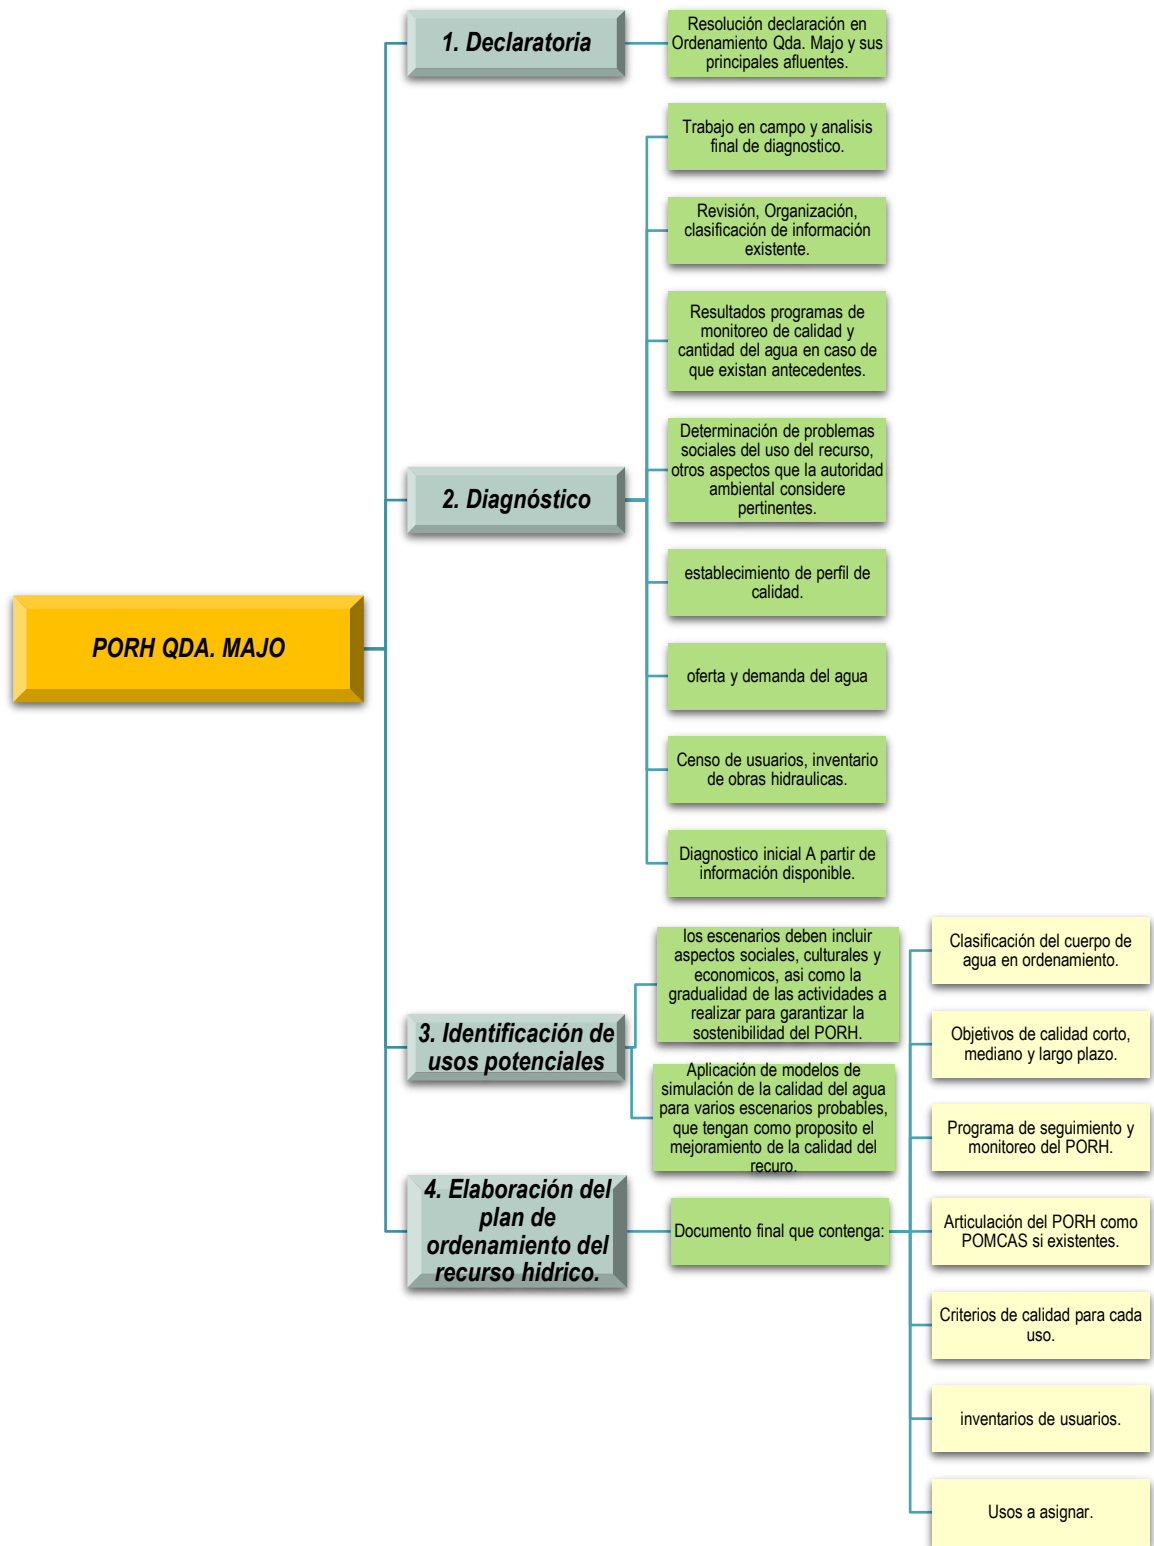 PORH QDA. MAJO
1. Declaratoria
Resolución declaración en
Ordenamiento Qda. Majo y sus
principales afluentes.
2. Diagnóstico
Trabajo en campo y analisis
final de diagnostico.
Revisión, Organización,
clasificación de información
existente.
Resultados programas de
monitoreo de calidad y
cantidad del agua en caso de
que existan antecedentes.
Determinación de problemas
sociales del uso del recurso,
otros aspectos que la autoridad
ambiental considere
pertinentes.
establecimiento de perfil de
calidad.
oferta y demanda del agua
Censo de usuarios, inventario
de obras hidraulicas.
Diagnostico inicial A partir de
información disponible.
3. Identificación de
usos potenciales
los escenarios deben incluir
aspectos sociales, culturales y
economicos, asi como la
gradualidad de las actividades a
realizar para garantizar la
sostenibilidad del PORH.
Aplicación de modelos de
simulación de la calidad del agua
para varios escenarios probables,
que tengan como proposito el
mejoramiento de la calidad del
recuro.
4. Elaboración del
plan de
ordenamiento del
recurso hidrico.
Documento final que contenga:
Clasificación del cuerpo de
agua en ordenamiento.
Objetivos de calidad corto,
mediano y largo plazo.
Programa de seguimiento y
monitoreo del PORH.
Articulación del PORH como
POMCAS si existentes.
Criterios de calidad para cada
uso.
inventarios de usuarios.
Usos a asignar.